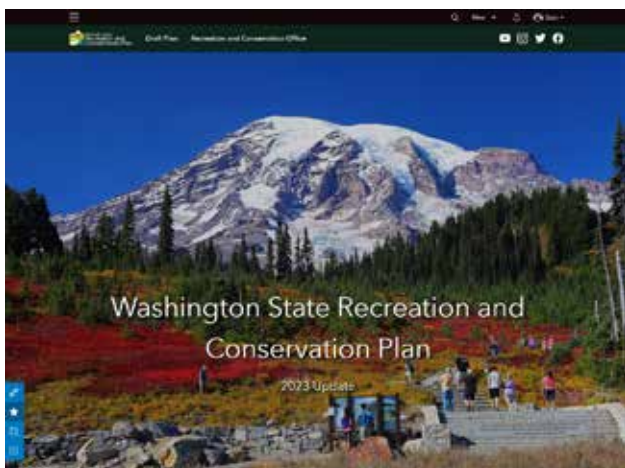 Draft Plan Recreation and Conservation Office
Washington State Recreation and
Conservation Plan
2023 Update